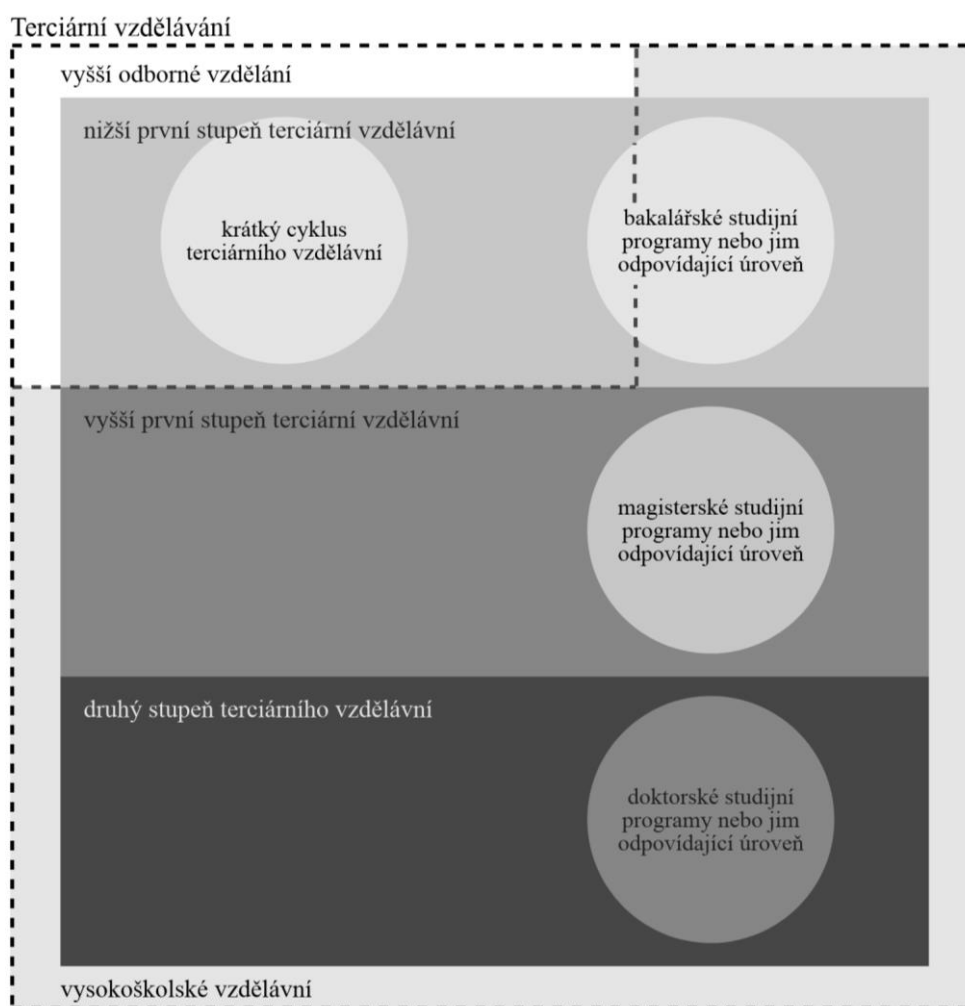 Terciární vzdělávání
vyšší odborné vzdělání
nižší první stupeň terciární vzdělávní
krátký cyklus
terciárního vzdělávní
bakalářské studijní
programy nebo jim
odpovídající úroveň
vyšší první stupeň terciární vzdělávní
magisterské studijní
programy nebo jim
odpovídající úroveň
druhý stupeň terciárního vzdělávní
doktorské studijní
programy nebo jim
odpovídající úroveň
vysokoškolské vzdělávní